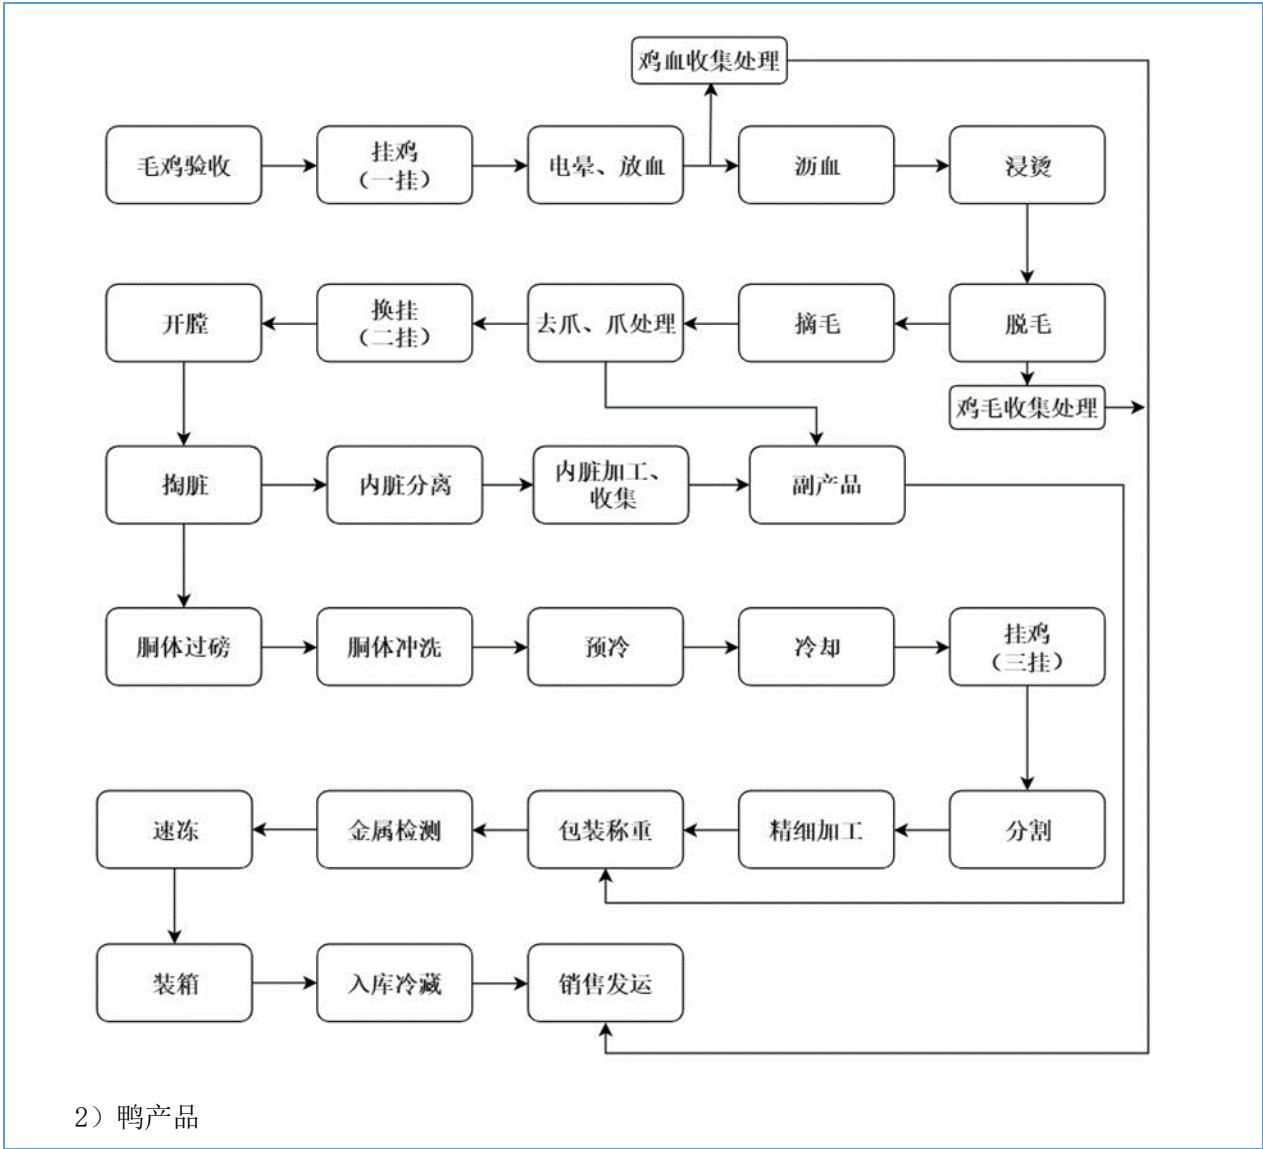 鸡血收集处理
毛鸡验收
挂鸡
（一挂）
电晕、放血
沥血
浸烫
开膛
换挂
（二挂）
去爪、爪处理
摘毛
脱毛
鸡毛收集处理
掏脏
内脏分离
内脏加工、
收集
副产品
胴体过磅
胴体冲洗
预冷
冷却
挂鸡
（三挂）
速冻
金属检测
包装称重
精细加工
分割
装箱
入库冷藏
销售发运
2）鸭产品